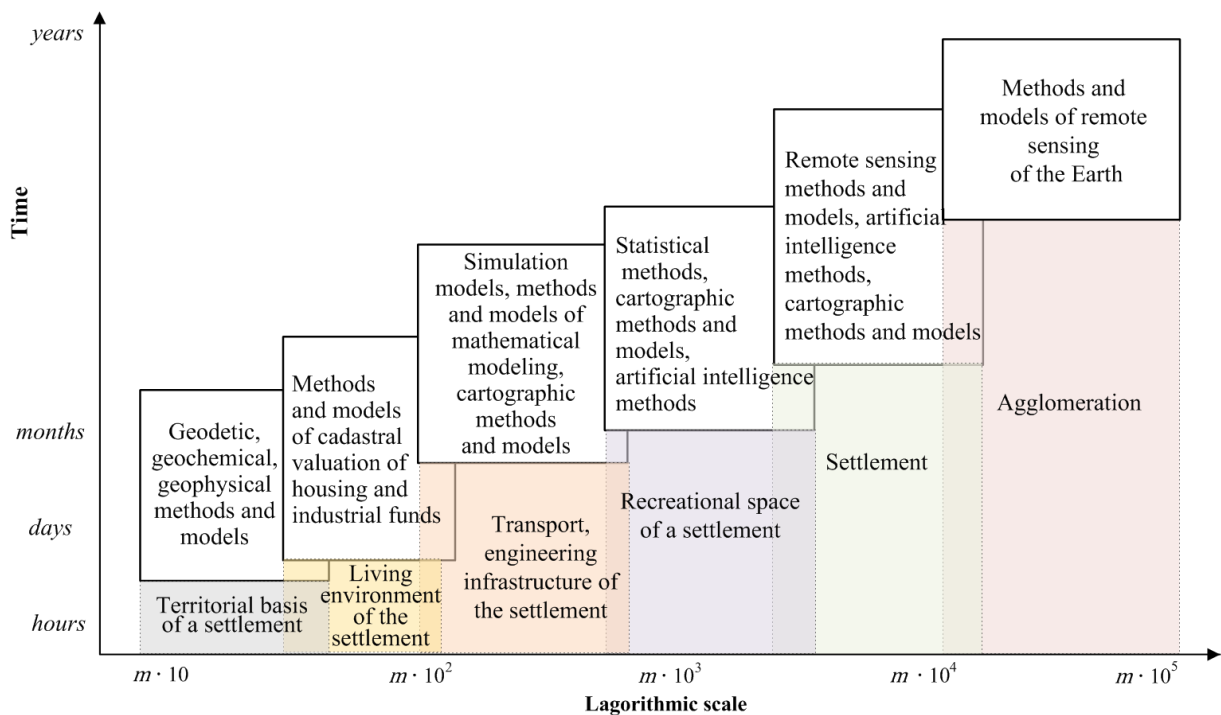 years
months
days
hours
Time
Geodetic,
geochemical,
geophysical
methods and
models
Methods
and models
of cadastral
valuation of
housing and
industrial funds
Simulation
models, methods
and models of
mathematical
modeling,
cartographic
methods
and models
Statistical
methods,
cartographic
methods and
models,
artificial intelligence
methods
Remote sensing
methods and
models, artificial
intelligence
methods,
cartographic
methods and models
Methods and
models of remote
sensing
of the Earth
Territorial basis
of a settlement
Living
environment
of the
settlement
Transport,
engineering
infrastructure of
the settlement
Recreational space
of a settlement
Settlement
Agglomeration
m · 10
m · 10²
m · 10³
m · 10⁴
m · 10⁵
Lagorithmic scale